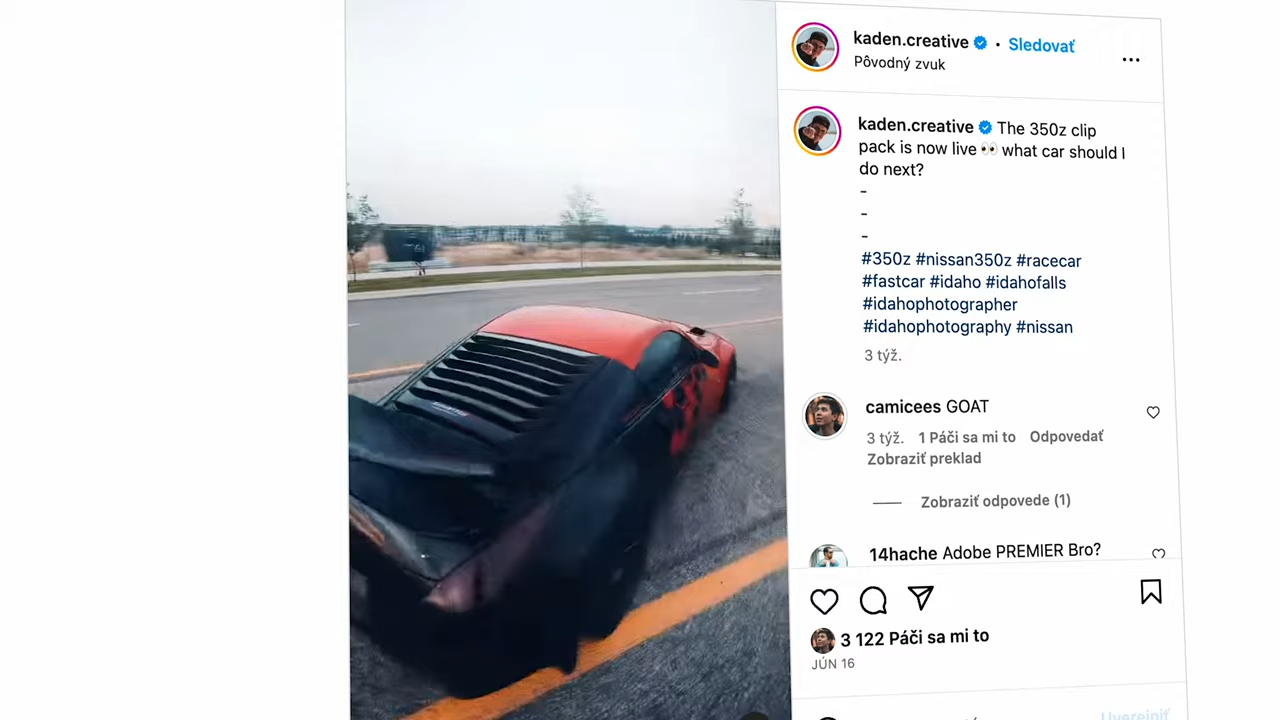 kaden.creative • Sledovať
Pôvodný zvuk
...
kaden.creative The 350z clip
pack is now live 👀 what car should I
do next?
-
-
-
#350z #nissan350z #racecar
#fastcar #idaho #idahofalls
#idahophotographer
#idahophotography #nissan
3 týž.
camicees GOAT
3 týž. 1 Páči sa mi to Odpovedať
Zobraziť preklad
Zobraziť odpovede (1)
14hache Adobe PREMIER Bro?
3 122 Páči sa mi to
JÚN 16
Uverejniť